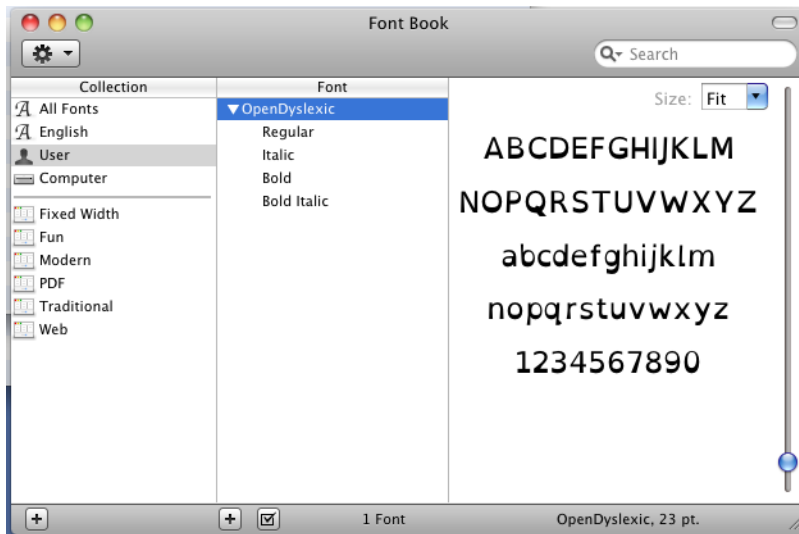 Font Book
Search
Collection
All Fonts
English
User
Computer
Fixed Width
Fun
Modern
PDF
Traditional
Web
Font
OpenDyslexic
Regular
Italic
Bold
Bold Italic
Size: Fit
ABCDEFGHIJKLM
NOPQRSTUVWXYZ
abcdefghijklm
nopqrstuvwxyz
1234567890
1 Font
OpenDyslexic, 23 pt.